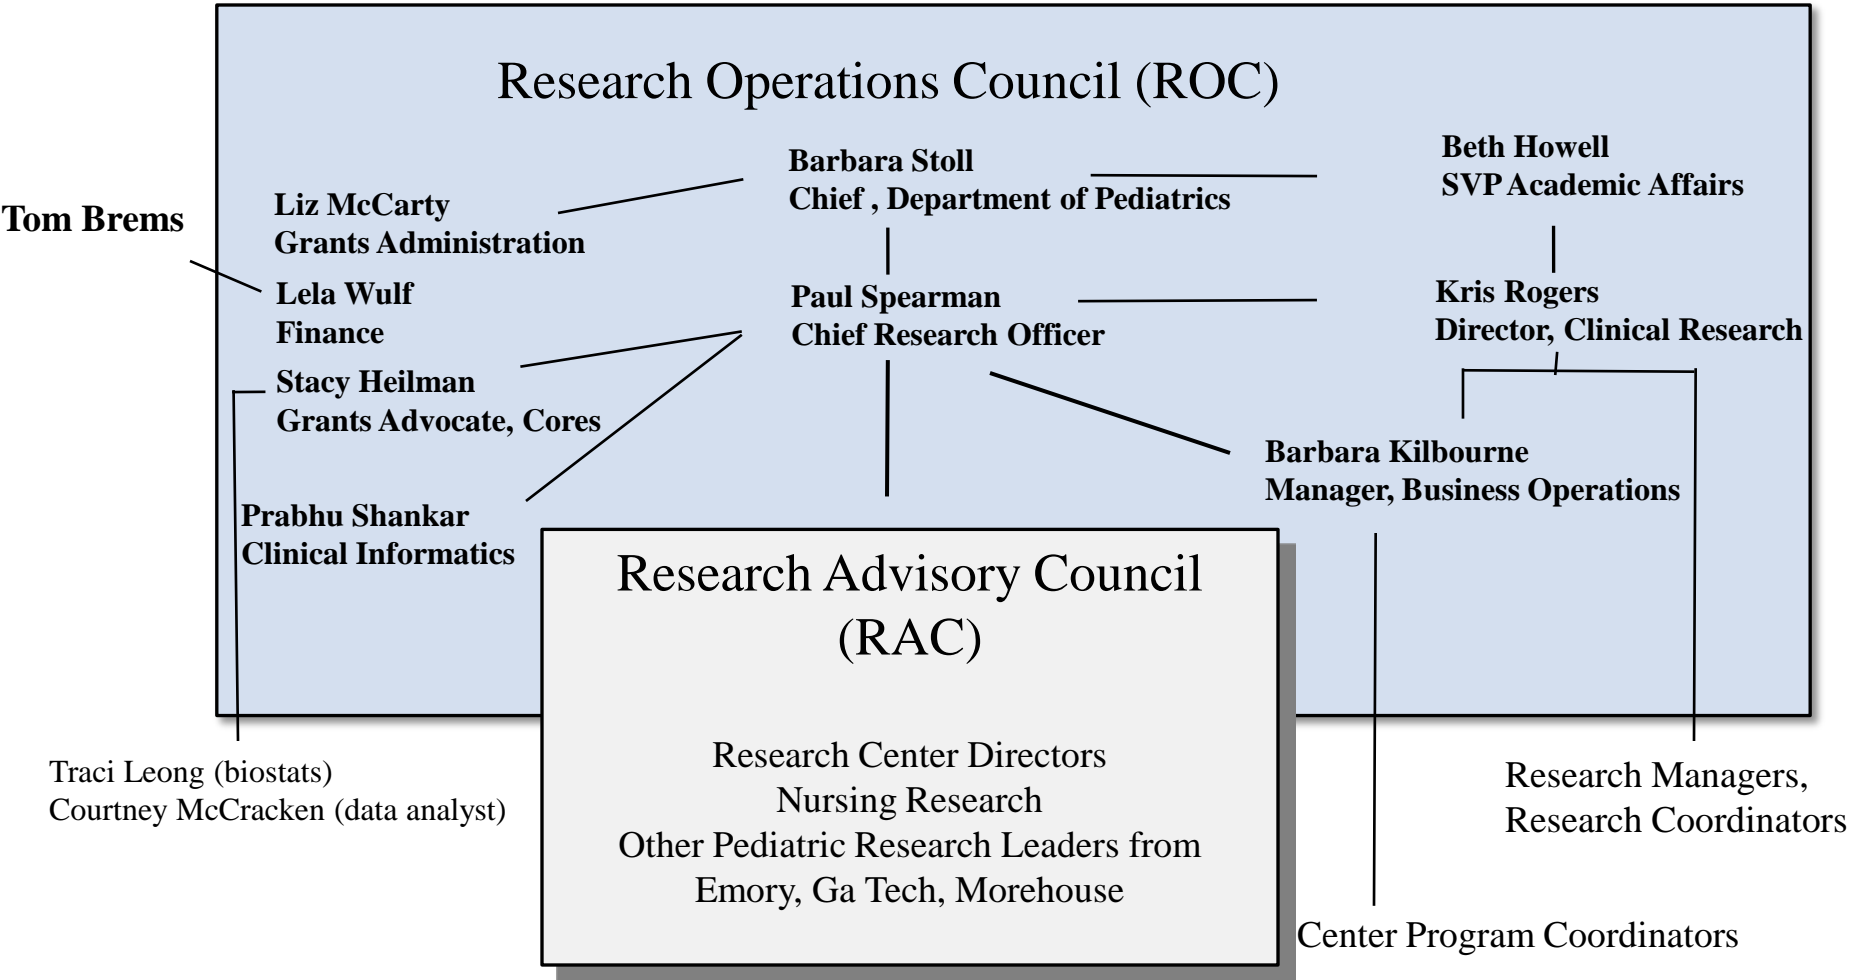 Research Operations Council (ROC)
Barbara Stoll
Chief , Department of Pediatrics
Beth Howell
SVP Academic Affairs
Tom Brems
Liz McCarty
Grants Administration
Lela Wulf
Finance
Paul Spearman
Chief Research Officer
Kris Rogers
Director, Clinical Research
Stacy Heilman
Grants Advocate, Cores
Barbara Kilbourne
Manager, Business Operations
Prabhu Shankar
Clinical Informatics
Research Advisory Council
(RAC)
Research Center Directors
Nursing Research
Other Pediatric Research Leaders from
Emory, Ga Tech, Morehouse
Traci Leong (biostats)
Courtney McCracken (data analyst)
Research Managers,
Research Coordinators
Center Program Coordinators